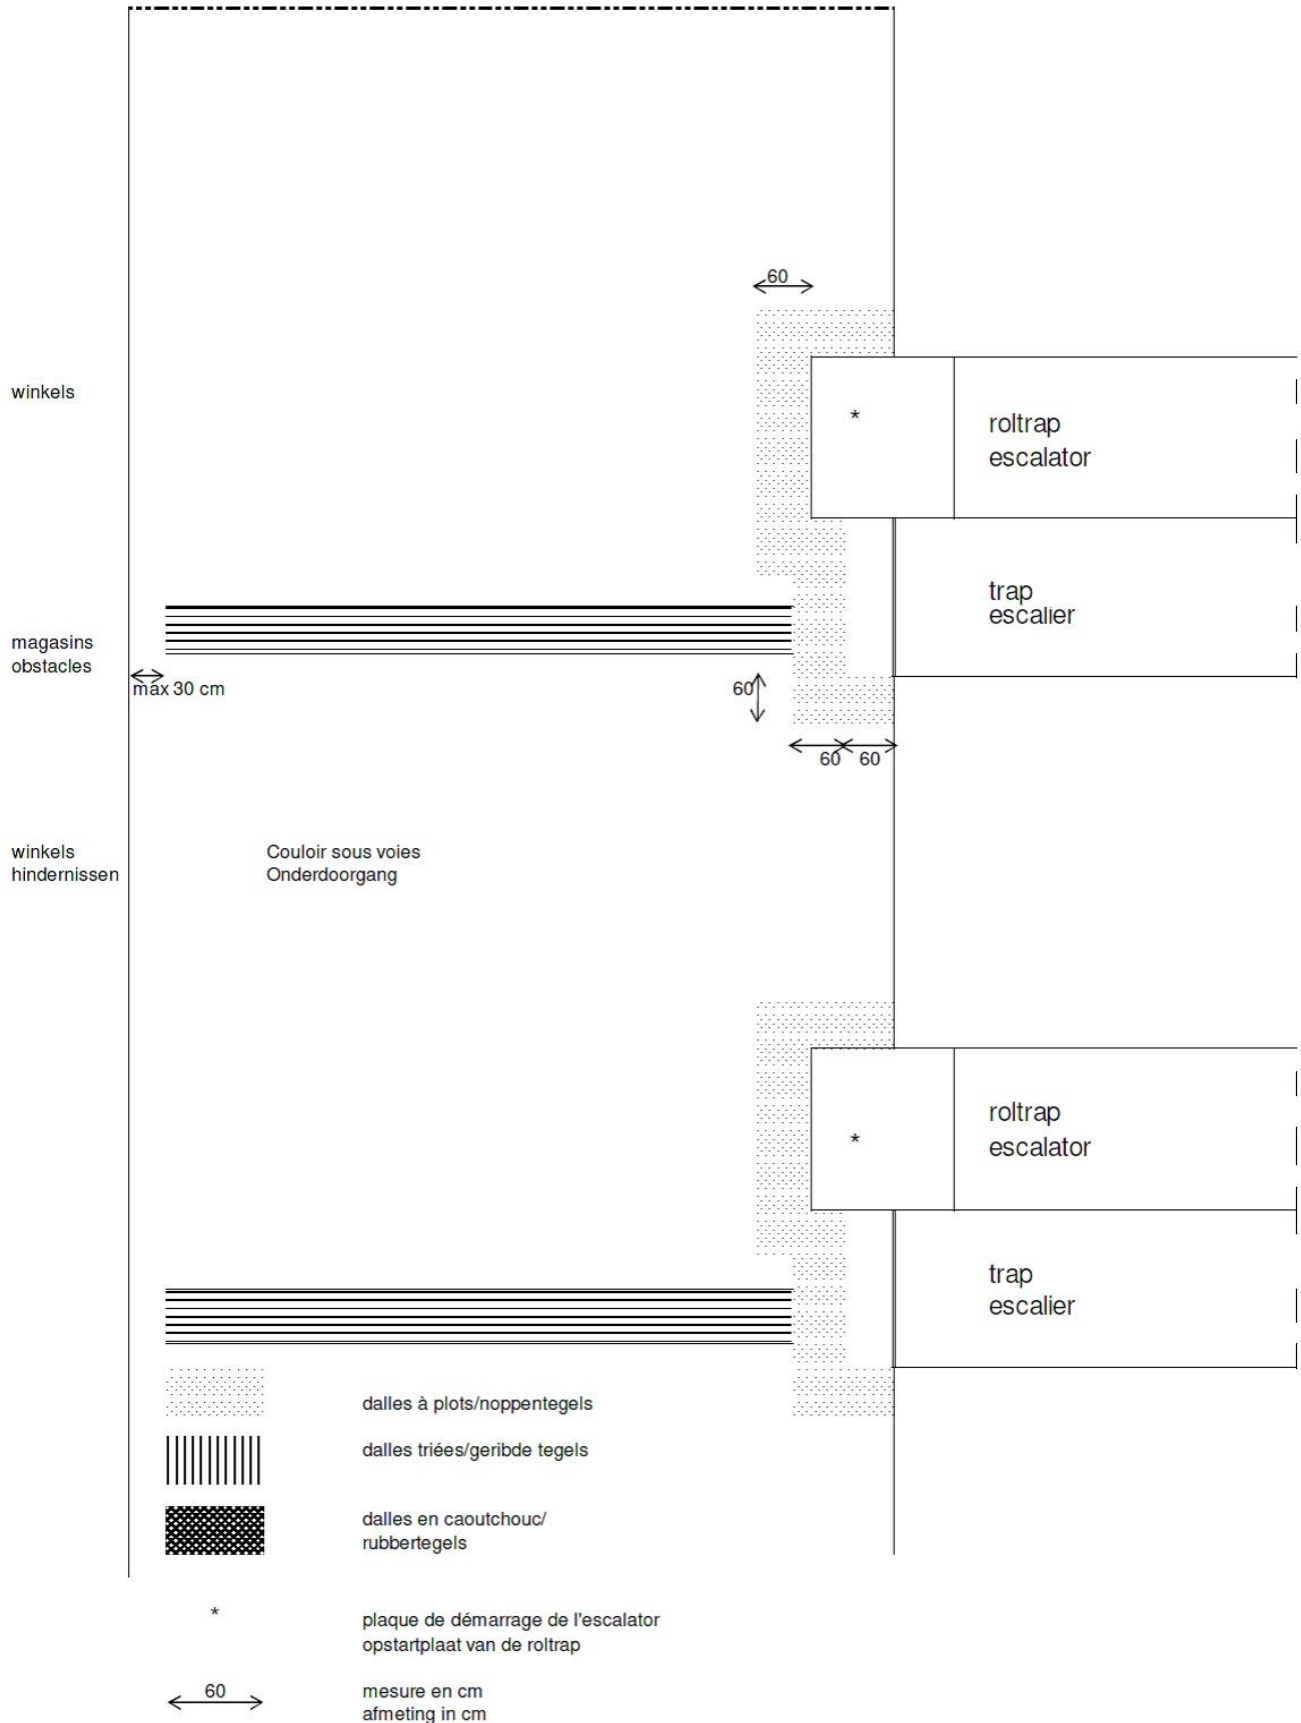 60
winkels
*
roltrap
escalator
trap
escalier
magasins
obstacles
max 30 cm
60
60 60
winkels
hindernissen
Couloir sous voies
Onderdoorgang
roltrap
*
escalator
trap
escalier
dalles à plots/noppentegels
dalles triées/geribde tegels
dalles en caoutchouc/
rubbertegels
*
plaque de démarrage de l'escalator
opstartplaat van de roltrap
60
mesure en cm
afmeting in cm